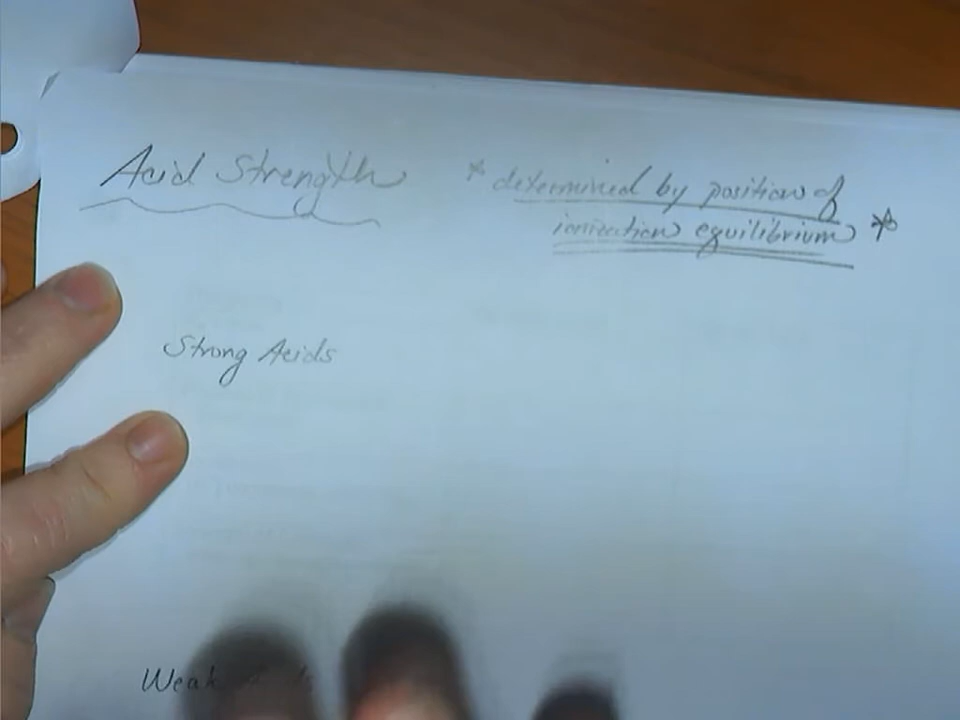 Acid Strength
* determined by position of
ionization equilibrium *
Strong Acids
Weak